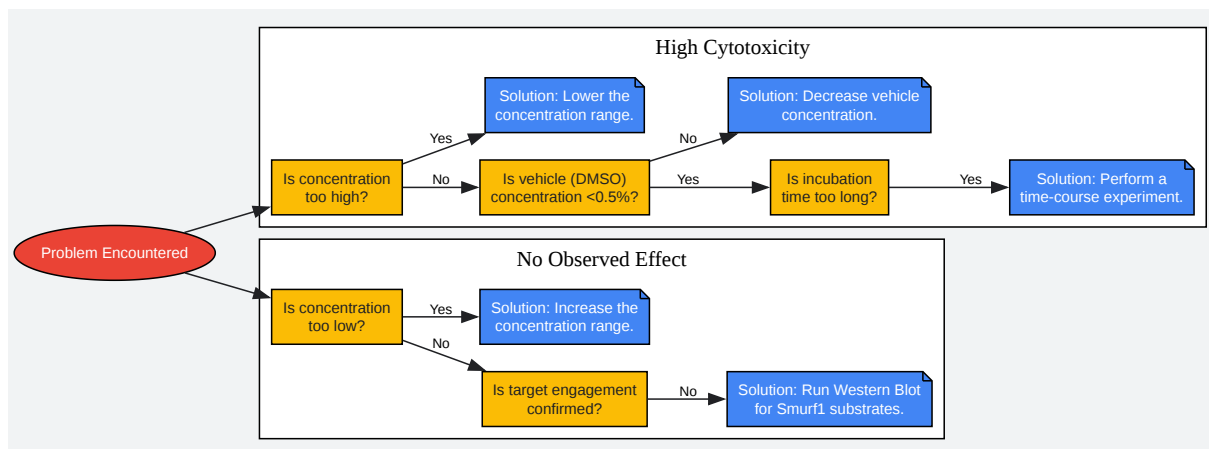 High Cytotoxicity
Solution: Lower the
concentration range.
Solution: Decrease vehicle
concentration.
Yes
No
Is concentration
too high?
No
Is vehicle (DMSO)
concentration <0.5%?
Yes
Is incubation
time too long?
Yes
Solution: Perform a
time-course experiment.
Problem Encountered
No Observed Effect
Is concentration
too low?
Yes
Solution: Increase the
concentration range.
No
Is target engagement
confirmed?
No
Solution: Run Western Blot
for Smurf1 substrates.